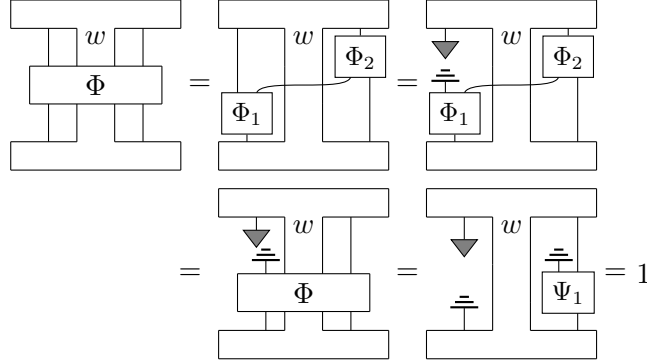 w w w
Φ = Φ₂ = Φ₂
Φ₁ Φ₁
w w
= Φ = Ψ₁ = 1